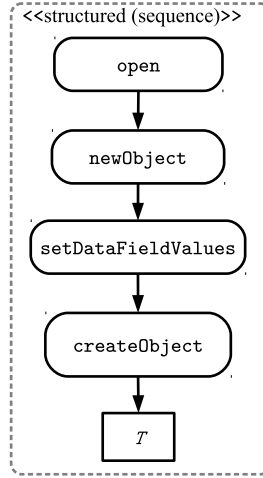 <<structured (sequence)>>
open
newObject
setDataFieldValues
createObject
T